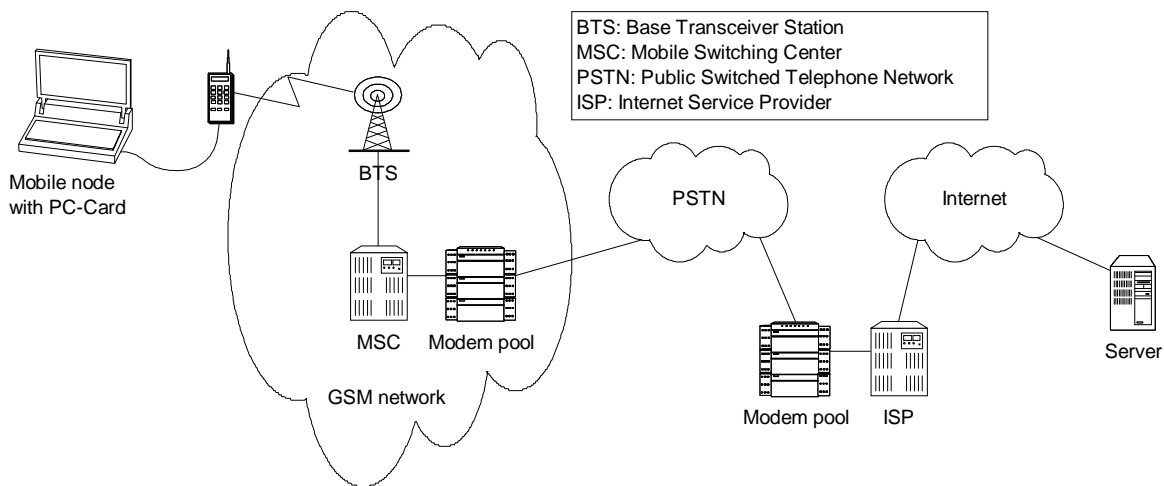 BTS: Base Transceiver Station
MSC: Mobile Switching Center
PSTN: Public Switched Telephone Network
ISP: Internet Service Provider
Mobile node
with PC-Card
BTS
PSTN
Internet
MSC
Modem pool
Server
GSM network
Modem pool
ISP